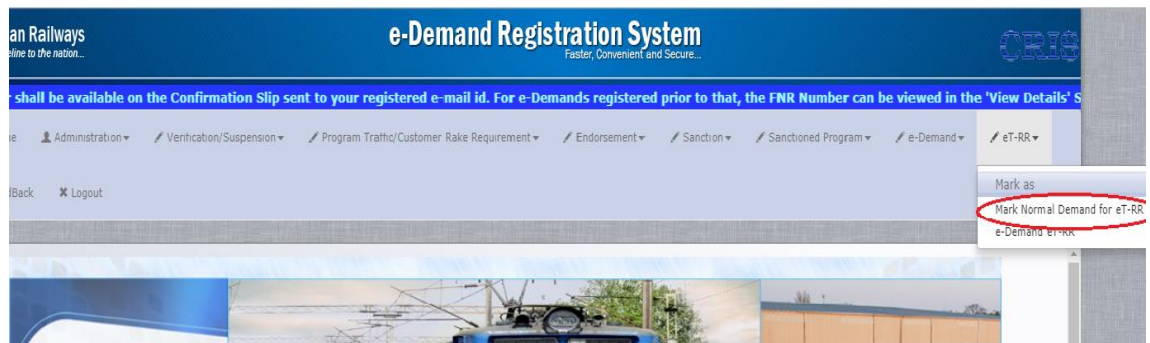 an Railways
eline to the nation...
e-Demand Registration System
Faster, Convenient and Secure...
CRIS
shall be available on the Confirmation Slip sent to your registered e-mail id. For e-Demands registered prior to that, the FNR Number can be viewed in the 'View Details' S
me Administration Verification/Suspension Program Traffic/Customer Rake Requirement Endorsement Sanction Sanctioned Program e-Demand eT-RR
dBack Logout
Mark as
Mark Normal Demand for eT-RR
e-Demand eT-RR